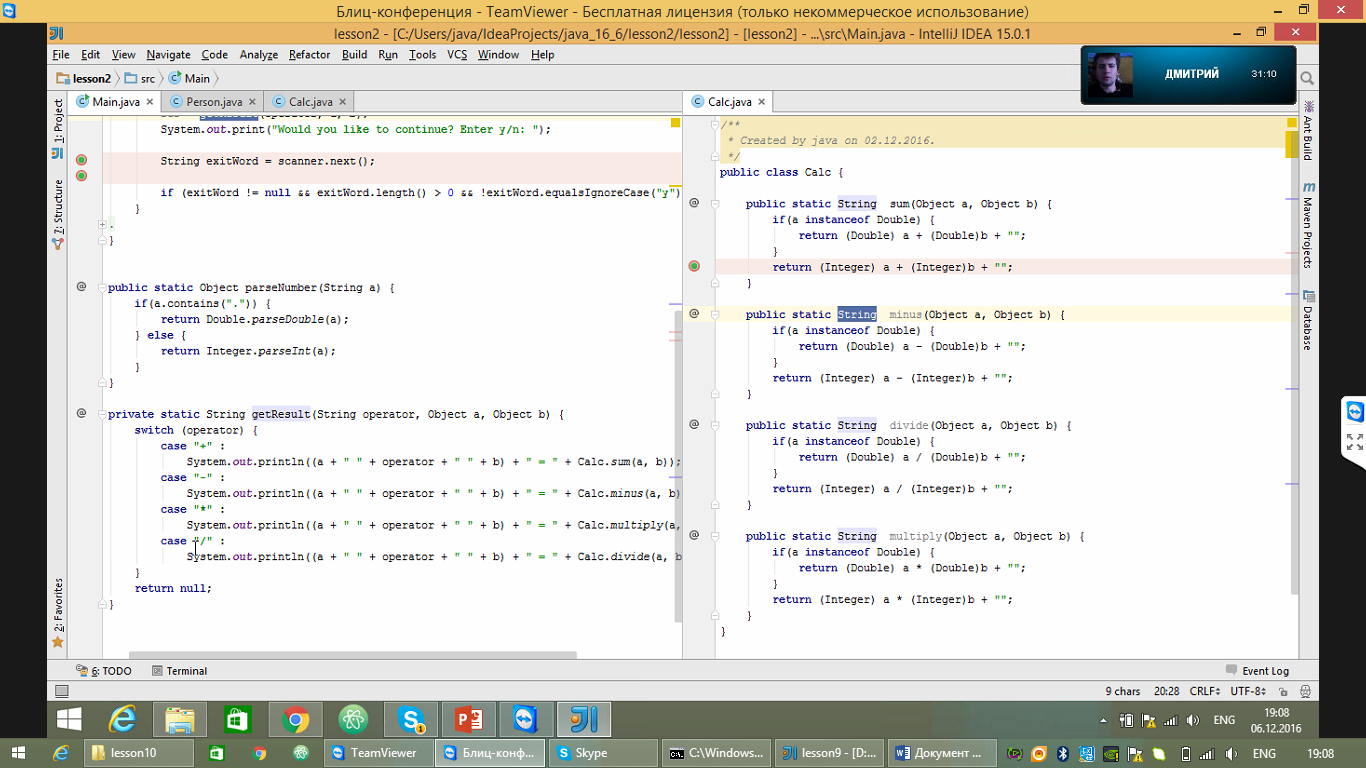 Блиц-конференция - TeamViewer - Бесплатная лицензия (только некоммерческое использование)
lesson2 - [C:/Users/java/IdeaProjects/java_16_6/lesson2/lesson2] - [lesson2] - ...\src\Main.java - IntelliJ IDEA 15.0.1
File Edit View Navigate Code Analyze Refactor Build Run Tools VCS Window Help
ДМИТРИЙ 31:10
lesson2 src Main
Main.java Person.java Calc.java
System.out.print("Would you like to continue? Enter y/n: ");
String exitWord = scanner.next();
if (exitWord != null && exitWord.length() > 0 && !exitWord.equalsIgnoreCase("y")
}
.
}
public static Object parseNumber(String a) {
if(a.contains(".")) {
return Double.parseDouble(a);
} else {
return Integer.parseInt(a);
}
}
private static String getResult(String operator, Object a, Object b) {
switch (operator) {
case "+" :
System.out.println((a + " " + operator + " " + b) + " = " + Calc.sum(a, b));
case "-" :
System.out.println((a + " " + operator + " " + b) + " = " + Calc.minus(a, b)
case "*" :
System.out.println((a + " " + operator + " " + b) + " = " + Calc.multiply(a,
case "/" :
System.out.println((a + " " + operator + " " + b) + " = " + Calc.divide(a, b
}
return null;
}
Calc.java
/**
* Created by java on 02.12.2016.
*/
public class Calc {
@ public static String sum(Object a, Object b) {
if(a instanceof Double) {
return (Double) a + (Double)b + "";
}
return (Integer) a + (Integer)b + "";
}
@ public static String minus(Object a, Object b) {
if(a instanceof Double) {
return (Double) a - (Double)b + "";
}
return (Integer) a - (Integer)b + "";
}
@ public static String divide(Object a, Object b) {
if(a instanceof Double) {
return (Double) a / (Double)b + "";
}
return (Integer) a / (Integer)b + "";
}
@ public static String multiply(Object a, Object b) {
if(a instanceof Double) {
return (Double) a * (Double)b + "";
}
return (Integer) a * (Integer)b + "";
}
}
1: Project
7: Structure
2: Favorites
Ant Build
Maven Projects
Database
6: TODO Terminal Event Log
9 chars 20:28 CRLF UTF-8
ENG 19:08
06.12.2016
lesson10 TeamViewer Блиц-конф... Skype C:\Windows... lesson9 - [D:... Документ ... ENG 19:08